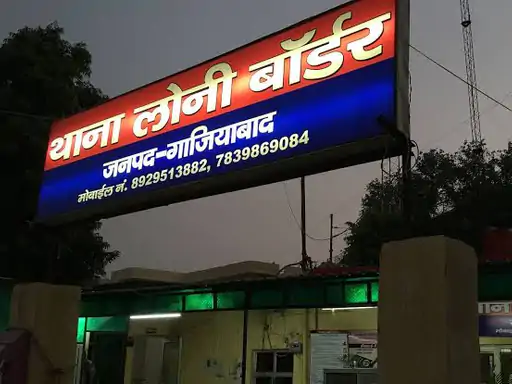 थाना लोनी बॉर्डर
जनपद-गाजियाबाद
मोबाईल नं. 8929513882, 7839869084